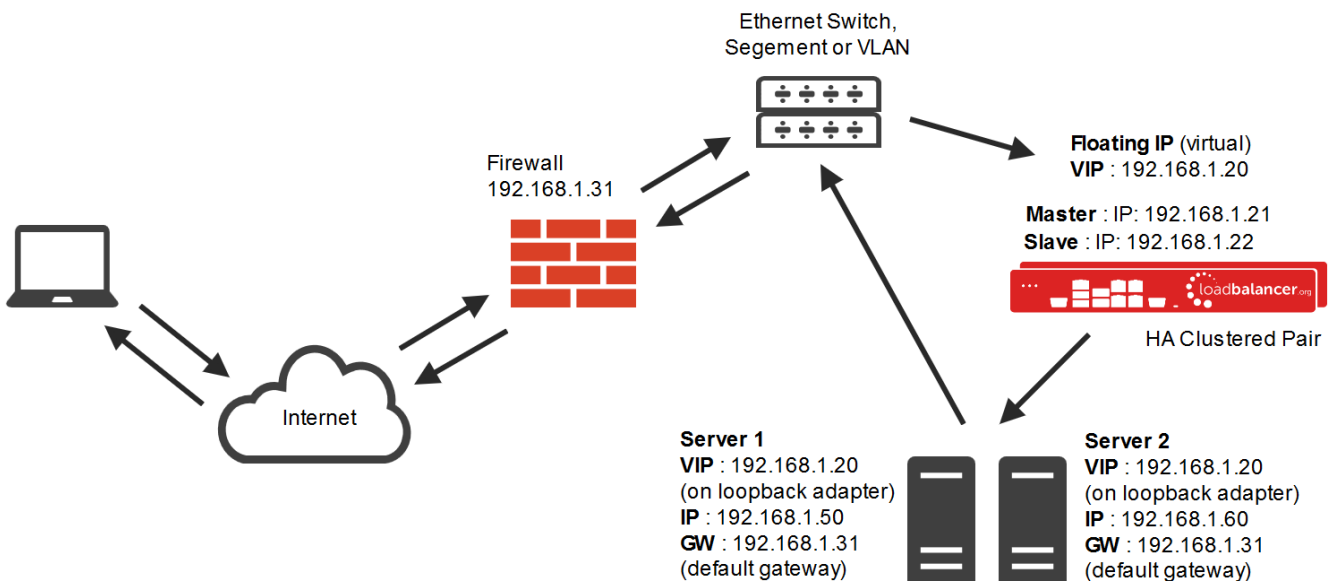 Ethernet Switch,
Segement or VLAN
Firewall
192.168.1.31
Floating IP (virtual)
VIP : 192.168.1.20
Master : IP: 192.168.1.21
Slave : IP: 192.168.1.22
loadbalancer.org
HA Clustered Pair
Internet
Server 1
VIP : 192.168.1.20
(on loopback adapter)
IP : 192.168.1.50
GW : 192.168.1.31
(default gateway)
Server 2
VIP : 192.168.1.20
(on loopback adapter)
IP : 192.168.1.60
GW : 192.168.1.31
(default gateway)